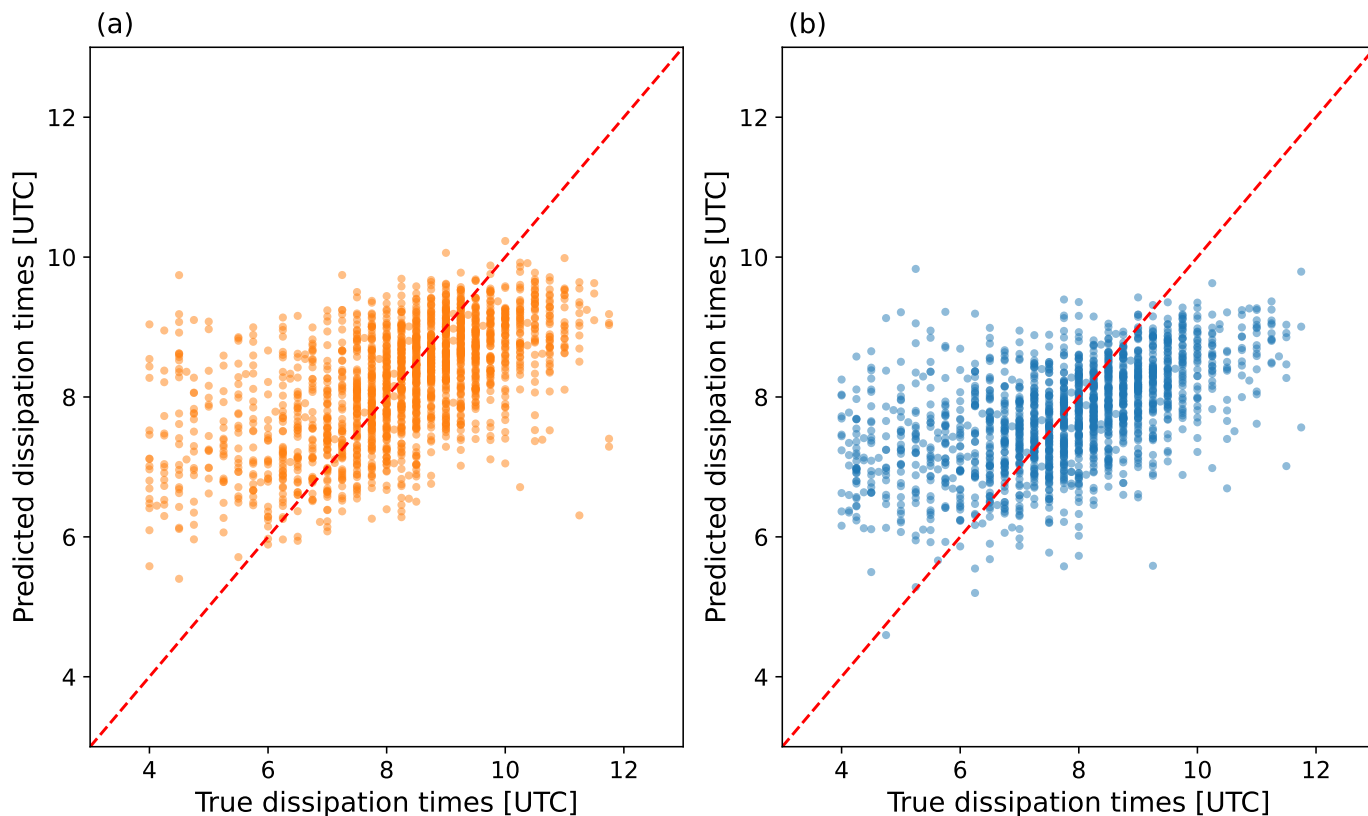 (a)
(b)
Predicted dissipation times [UTC]
12
10
8
6
4
4 6 8 10 12
True dissipation times [UTC]
Predicted dissipation times [UTC]
12
10
8
6
4
4 6 8 10 12
True dissipation times [UTC]